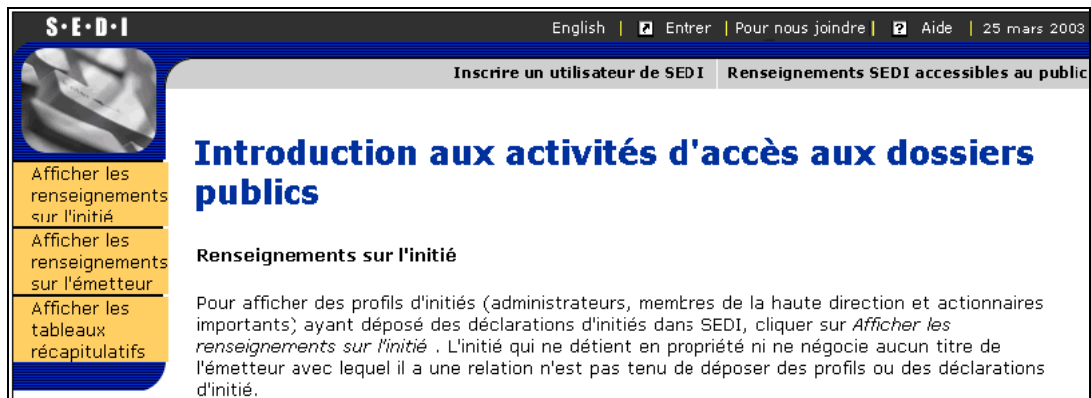 S•E•D•I
English | Entrer | Pour nous joindre | ? Aide | 25 mars 2003
Inscrire un utilisateur de SEDI Renseignements SEDI accessibles au public
Afficher les
renseignements
sur l'initié
Afficher les
renseignements
sur l'émetteur
Afficher les
tableaux
récapitulatifs
Introduction aux activités d'accès aux dossiers
publics
Renseignements sur l'initié
Pour afficher des profils d'initiés (administrateurs, membres de la haute direction et actionnaires
importants) ayant déposé des déclarations d'initiés dans SEDI, cliquer sur Afficher les
renseignements sur l'initié . L'initié qui ne détient en propriété ni ne négocie aucun titre de
l'émetteur avec lequel il a une relation n'est pas tenu de déposer des profils ou des déclarations
d'initié.